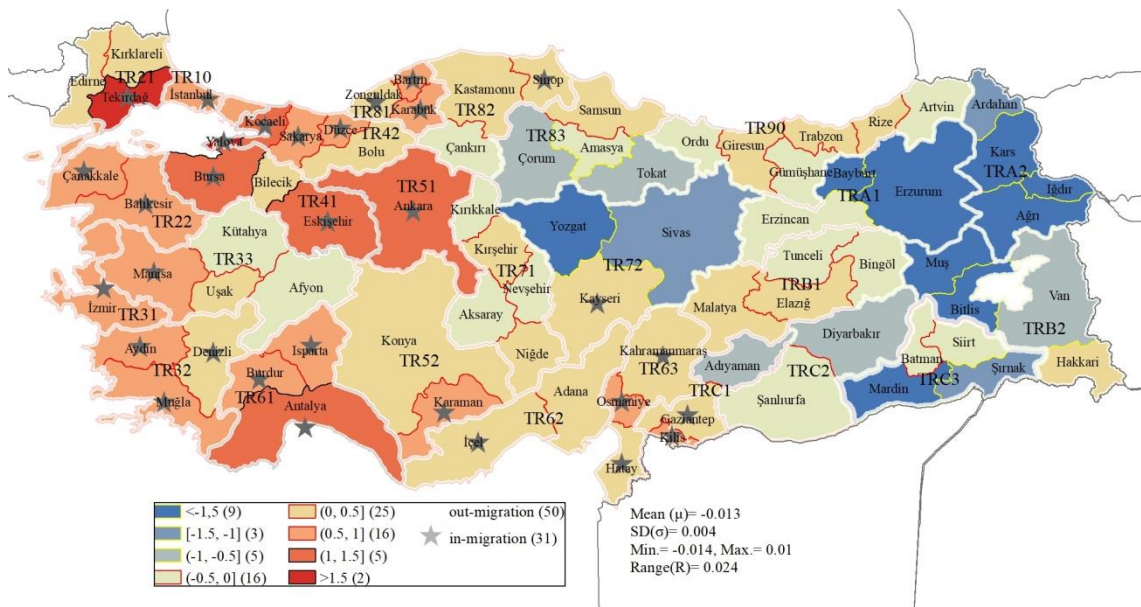 Kırklareli
Edirne
TR21
TR10
Tekirdağ
İstanbul
Kocaeli
Yalova
Sakarya
Düzce
TR42
Bolu
Zonguldak
TR81
Bartın
Karabük
Kastamonu
TR82
Sinop
Samsun
Çankırı
TR83
Çorum
Amasya
Tokat
Ordu
TR90
Giresun
Trabzon
Rize
Artvin
Ardahan
Gümüşhane
Bayburt
TRA1
Erzurum
Kars
TRA2
Iğdır
Ağrı
Çanakkale
Balıkesir
TR22
Bursa
Bilecik
TR41
Eskişehir
TR51
Ankara
Kırıkkale
Yozgat
Sivas
TR72
Erzincan
Tunceli
Bingöl
TRB1
Elazığ
Muş
Bitlis
Van
TRB2
Kütahya
TR33
Manisa
Uşak
Afyon
İzmir
TR31
Kırşehir
TR71
Nevşehir
Aksaray
Kayseri
Malatya
Diyarbakır
Batman
Siirt
Hakkari
Şırnak
TRC3
Mardin
TRC2
Şanlıurfa
Adıyaman
Kahramanmaraş
TR63
TRC1
Gaziantep
Kilis
Osmaniye
Hatay
Adana
TR62
Niğde
Konya
TR52
Karaman
İçel
Isparta
Burdur
TR61
Antalya
Denizli
Aydın
TR32
Muğla
<-1,5 (9)
[-1.5, -1] (3)
(-1, -0.5] (5)
(-0.5, 0] (16)
(0, 0.5] (25)
(0.5, 1] (16)
(1, 1.5] (5)
>1.5 (2)
out-migration (50)
in-migration (31)
Mean (μ)= -0.013
SD(σ)= 0.004
Min.= -0.014, Max.= 0.01
Range(R)= 0.024